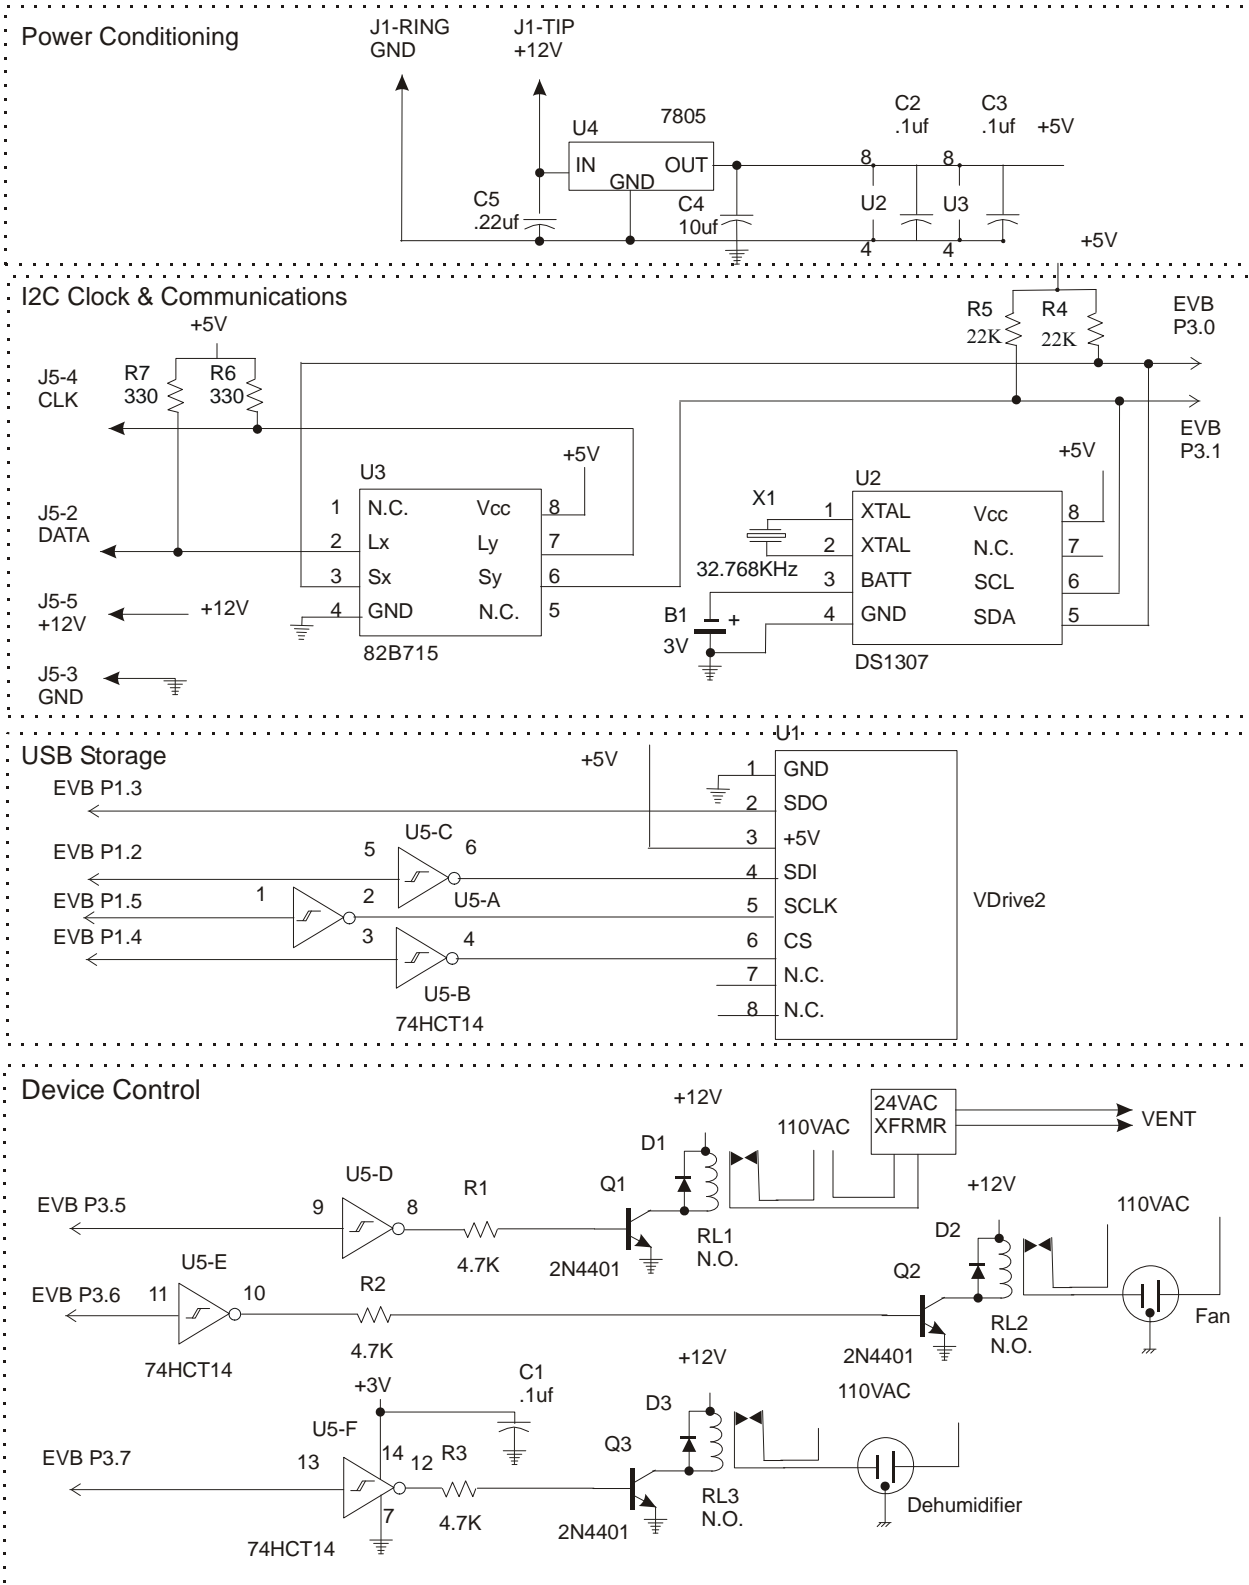 Power Conditioning
J1-RING
GND
J1-TIP
+12V
U4
7805
IN
OUT
GND
C5
.22uf
C4
10uf
C2
.1uf
C3
.1uf
+5V
8
8
U2
U3
4
4
+5V
I2C Clock & Communications
+5V
R7
330
R6
330
J5-4
CLK
J5-2
DATA
J5-5
+12V
+12V
J5-3
GND
R5
22K
R4
22K
EVB
P3.0
EVB
P3.1
U3
+5V
1
N.C.
Vcc
8
2
Lx
Ly
7
3
Sx
Sy
6
4
GND
N.C.
5
82B715
X1
32.768KHz
B1
+
3V
U2
+5V
1
XTAL
Vcc
8
2
XTAL
N.C.
7
3
BATT
SCL
6
4
GND
SDA
5
DS1307
USB Storage
+5V
U1
EVB P1.3
EVB P1.2
EVB P1.5
EVB P1.4
5
U5-C
6
1
2
U5-A
3
4
U5-B
74HCT14
1
GND
2
SDO
3
+5V
4
SDI
5
SCLK
6
CS
7
N.C.
8
N.C.
VDrive2
Device Control
+12V
D1
110VAC
24VAC
XFRMR
VENT
EVB P3.5
9
U5-D
8
R1
4.7K
Q1
2N4401
RL1
N.O.
+12V
D2
110VAC
EVB P3.6
11
U5-E
10
74HCT14
R2
4.7K
Q2
2N4401
RL2
N.O.
Fan
+3V
C1
.1uf
+12V
D3
110VAC
EVB P3.7
13
U5-F
14
12
7
74HCT14
R3
4.7K
Q3
2N4401
RL3
N.O.
Dehumidifier